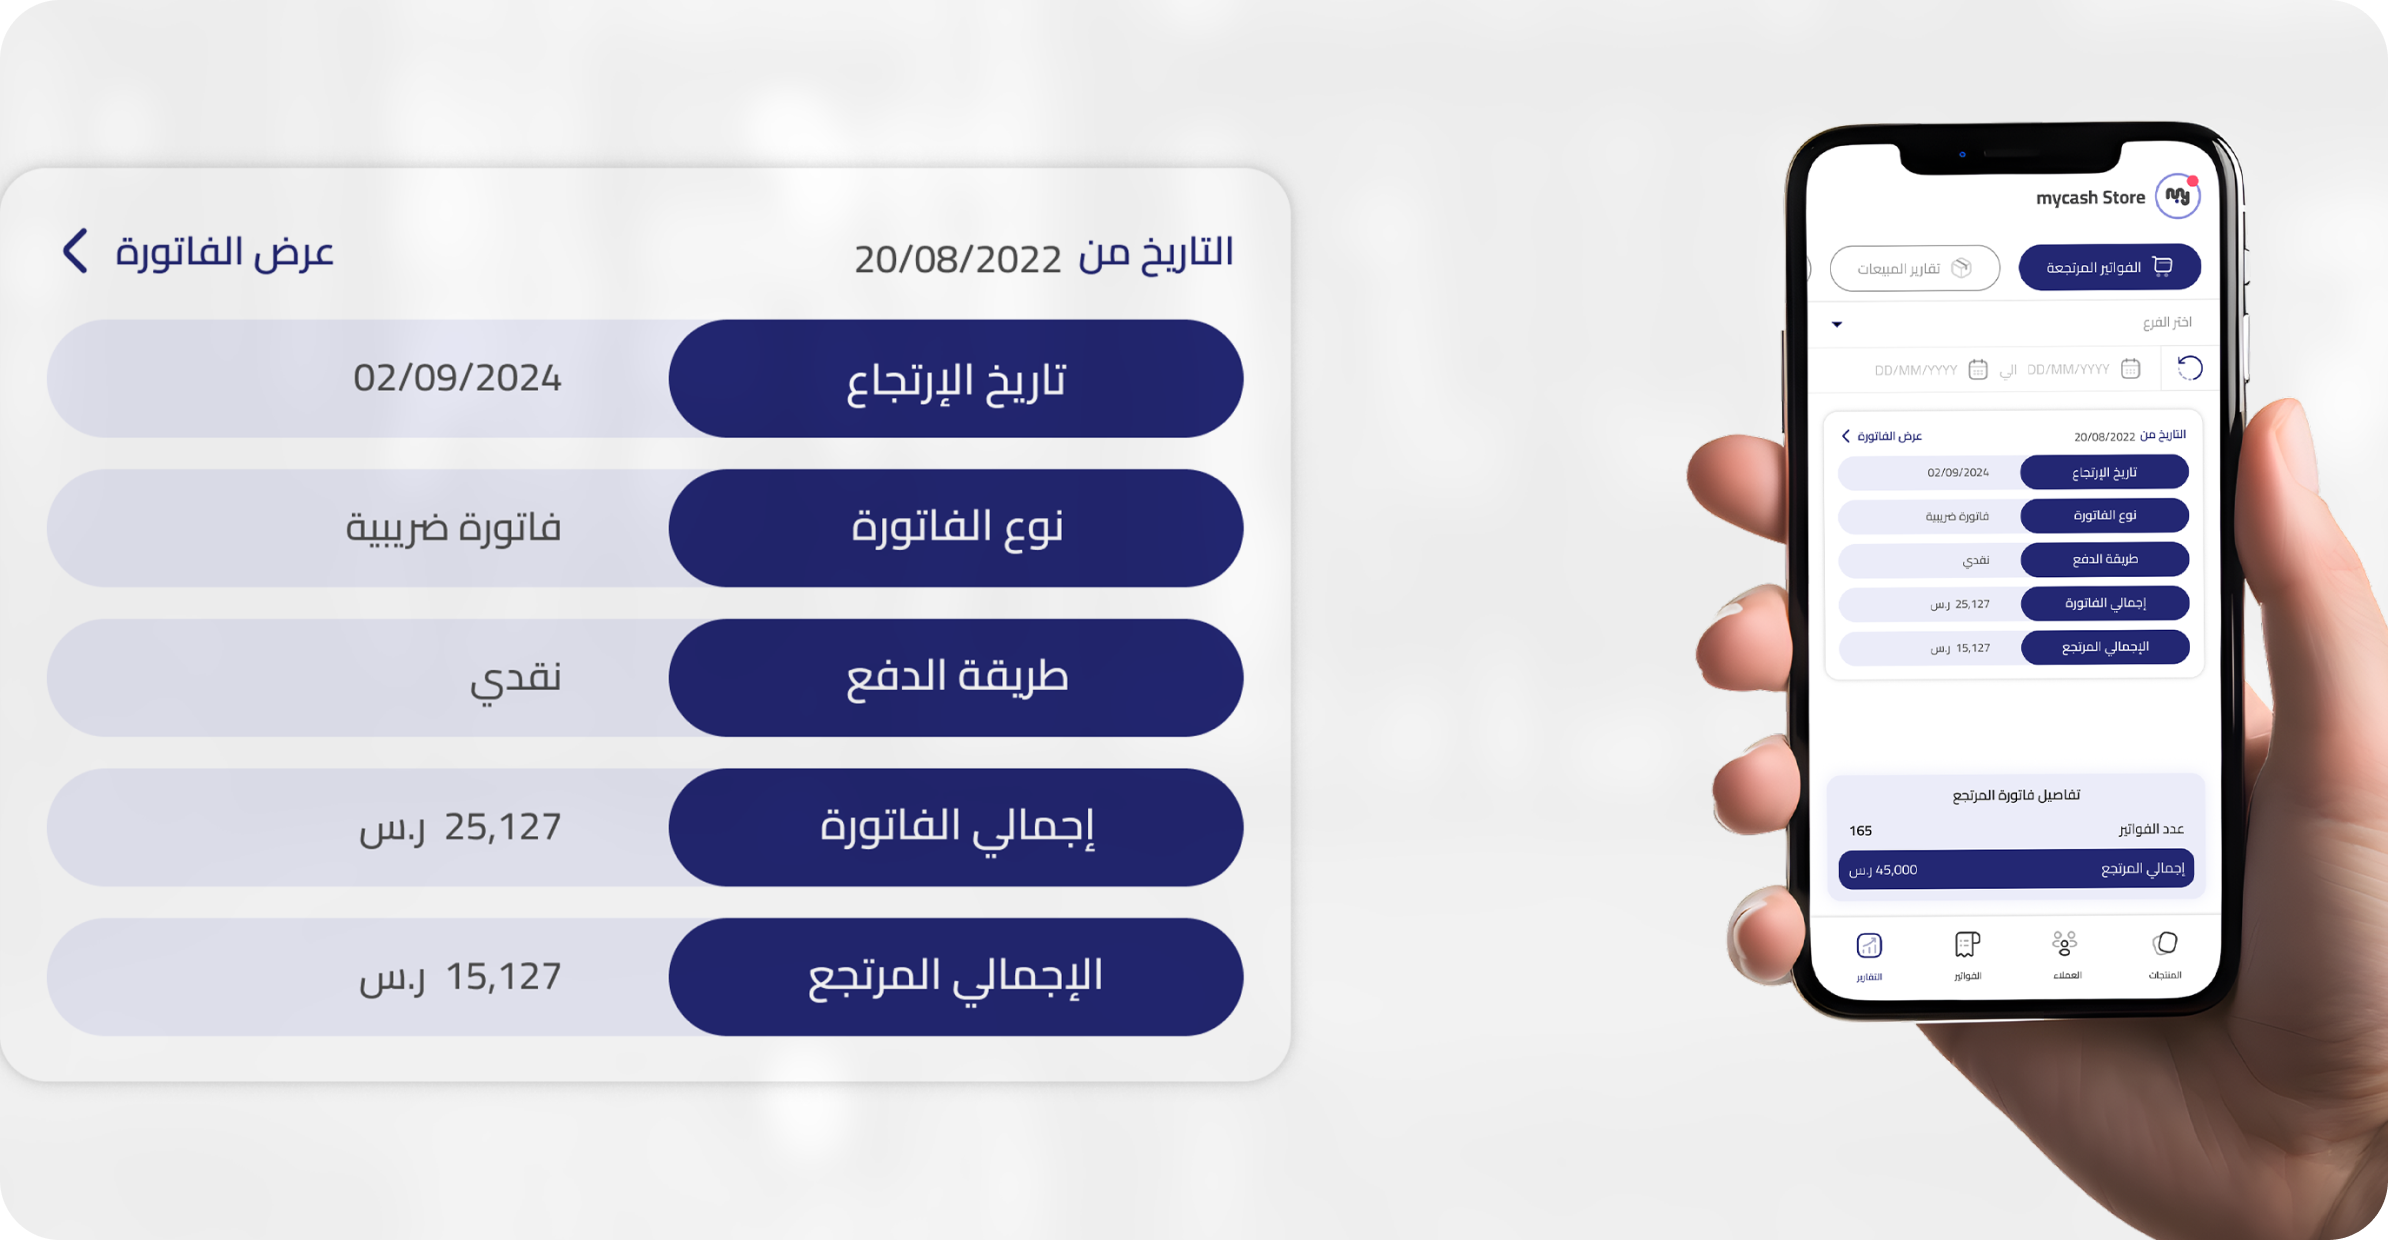 التاريخ من 20/08/2022 عرض الفاتورة
تاريخ الإرتجاع 02/09/2024
نوع الفاتورة فاتورة ضريبية
طريقة الدفع نقدي
إجمالي الفاتورة 25,127 ر.س
الإجمالي المرتجع 15,127 ر.س
my mycash Store
الفواتير المرتجعة تقارير المبيعات
اختر الفرع
DD/MM/YYYY الي DD/MM/YYYY
التاريخ من 20/08/2022 عرض الفاتورة
تاريخ الإرتجاع 02/09/2024
نوع الفاتورة فاتورة ضريبية
طريقة الدفع نقدي
إجمالي الفاتورة 25,127 ر.س
الإجمالي المرتجع 15,127 ر.س
تفاصيل فاتورة المرتجع
عدد الفواتير 165
إجمالي المرتجع 45,000 ر.س
المنتجات العملاء الفواتير التقارير